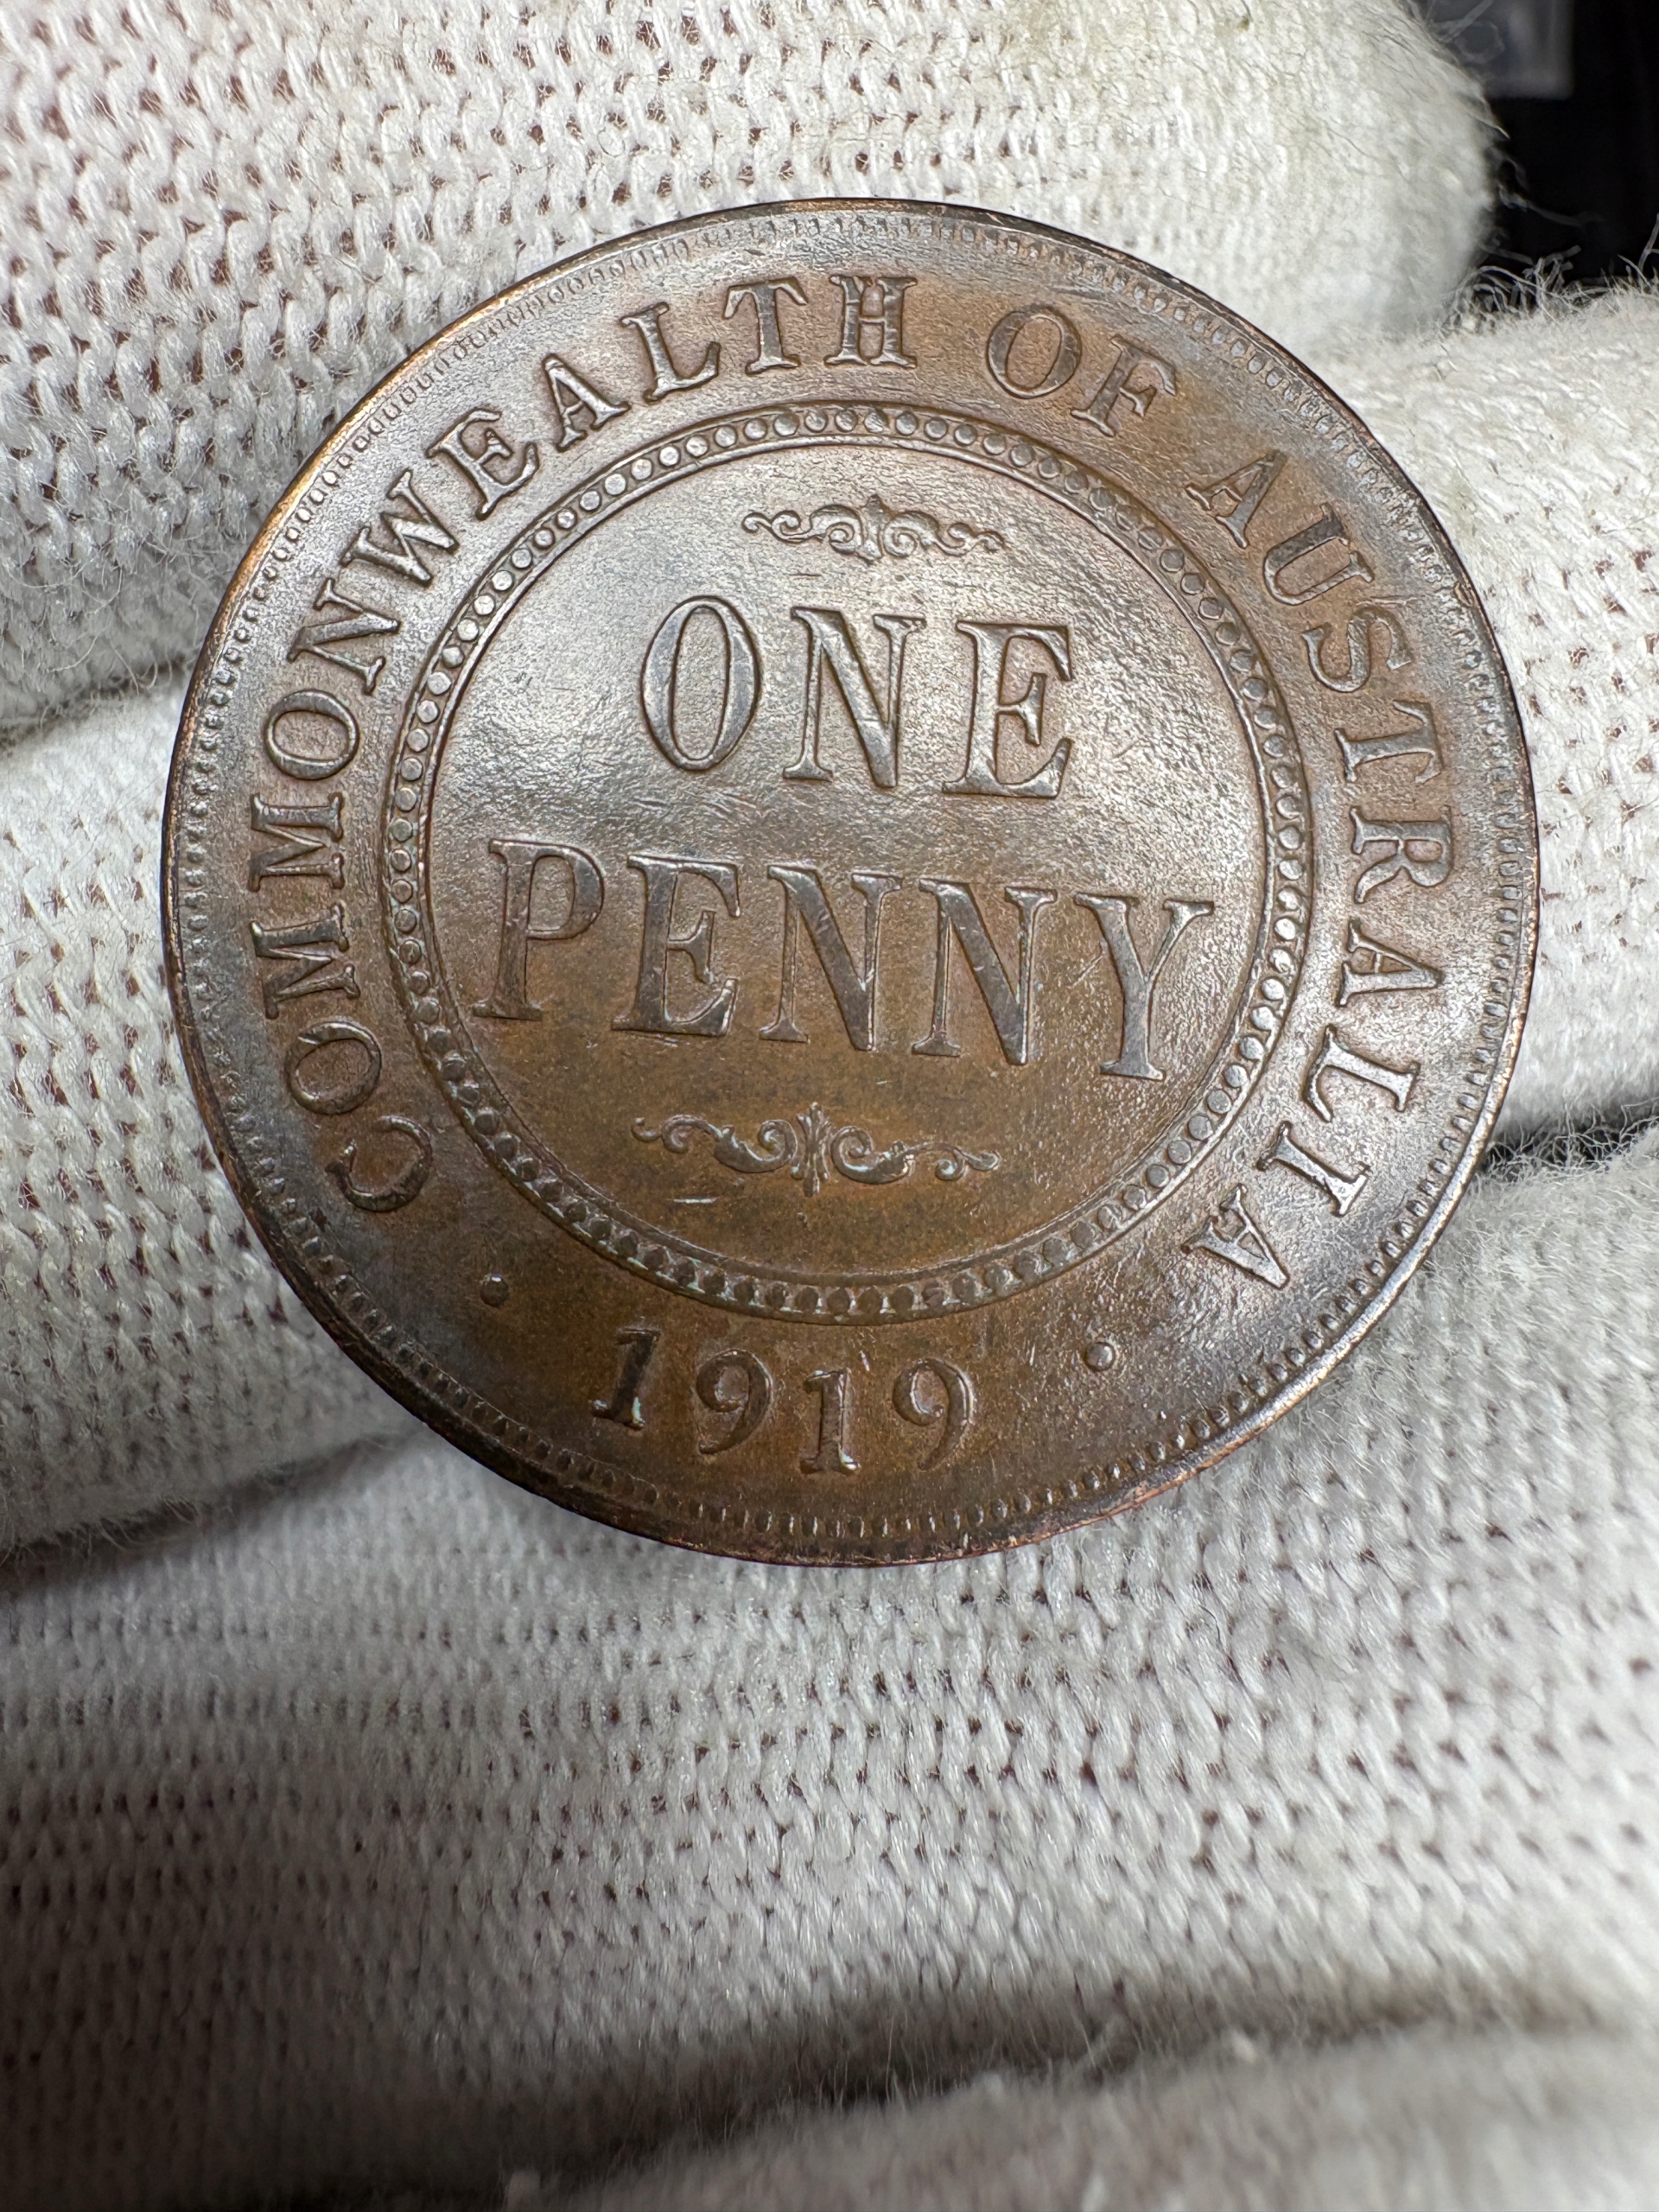 COMMONWEALTH OF AUSTRALIA
ONE
PENNY
· 1919 ·